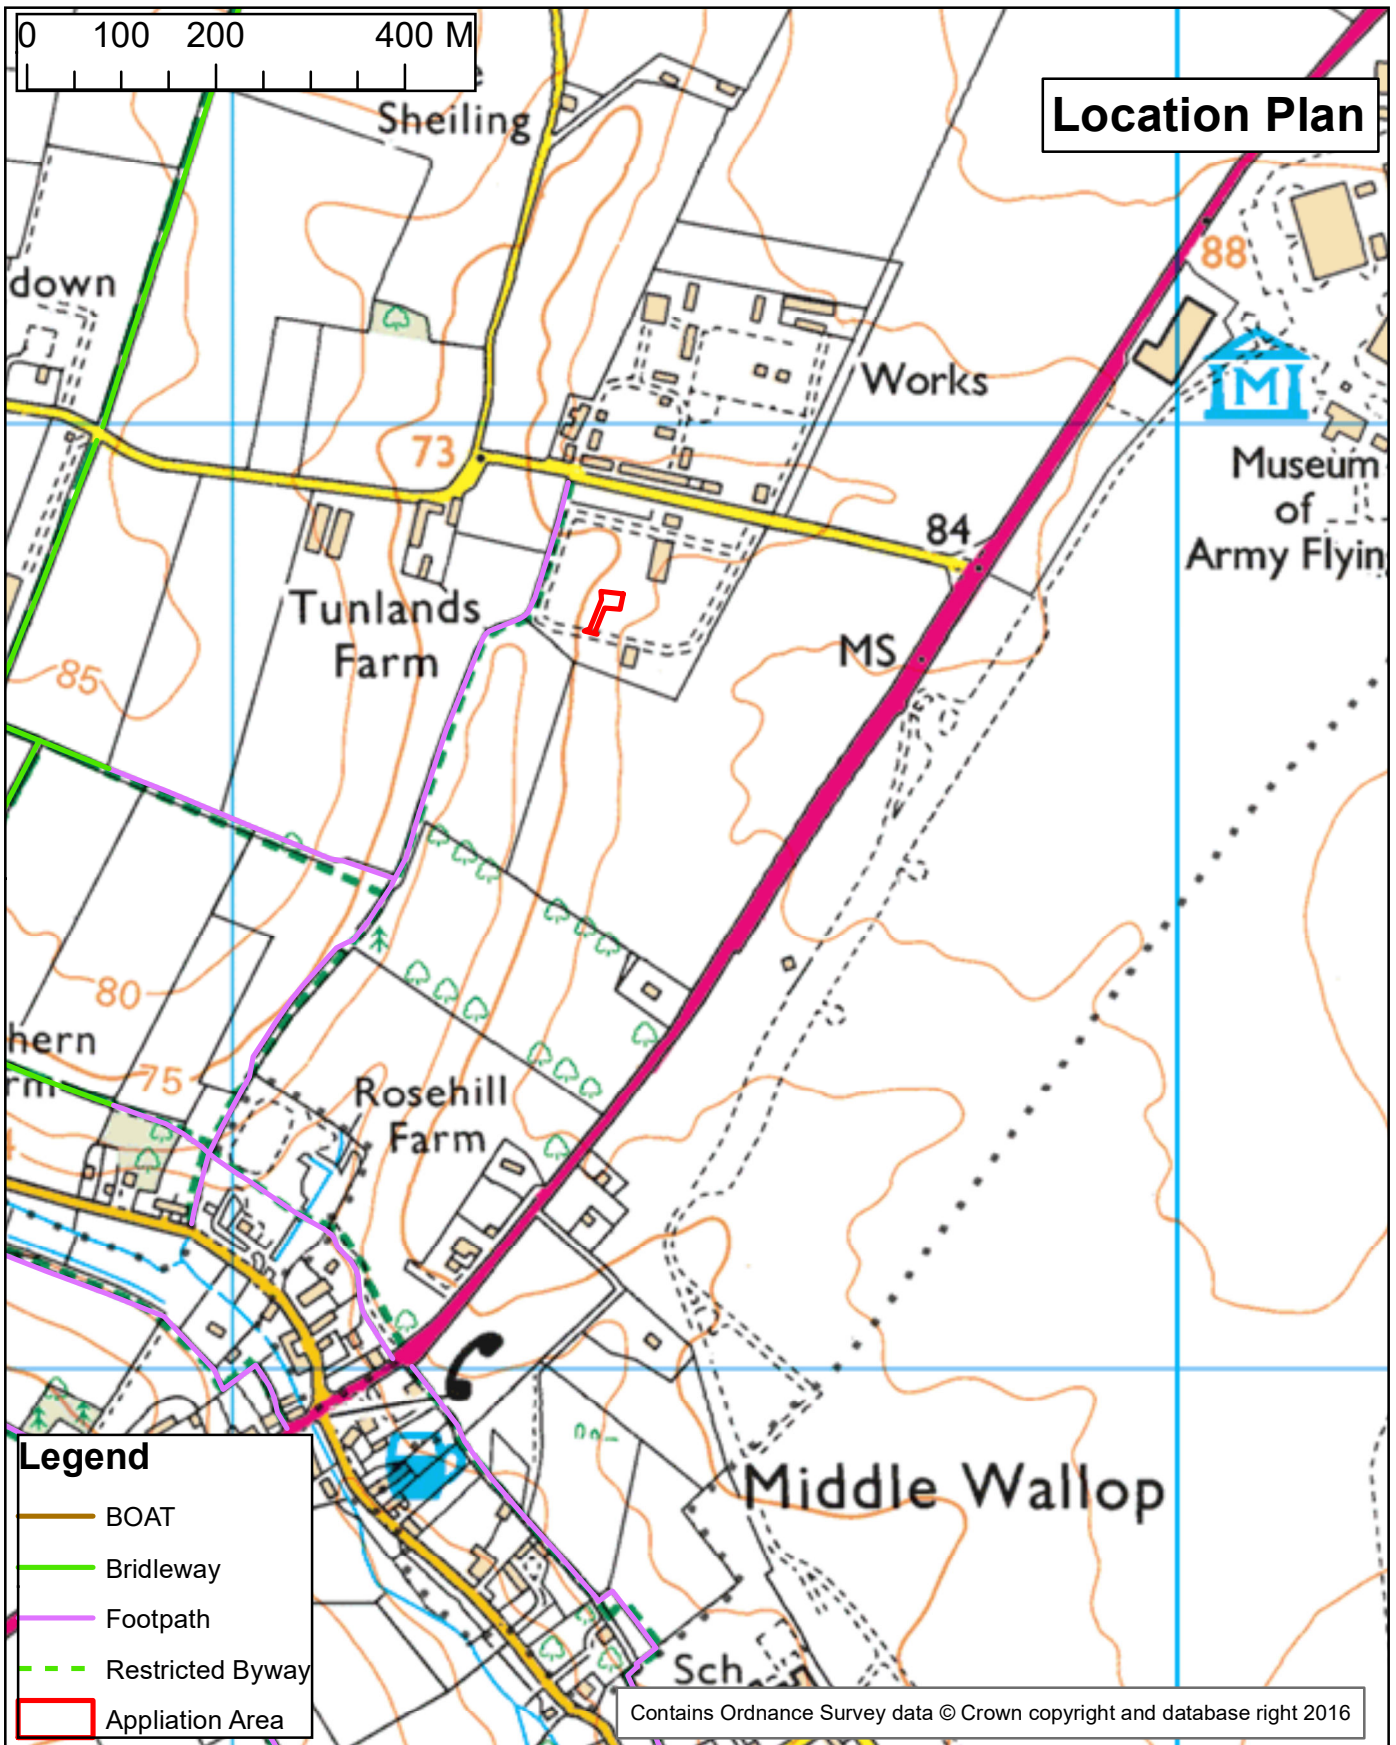 0 100 200 400 M
Location Plan
Sheiling
88
down
Works
M
73
Museum
of
Army Flyin
84
Tunlands
Farm
MS
85
80
hern
rm
75
Rosehill
Farm
Middle Wallop
Sch
Legend
BOAT
Bridleway
Footpath
Restricted Byway
Appliation Area
Contains Ordnance Survey data © Crown copyright and database right 2016